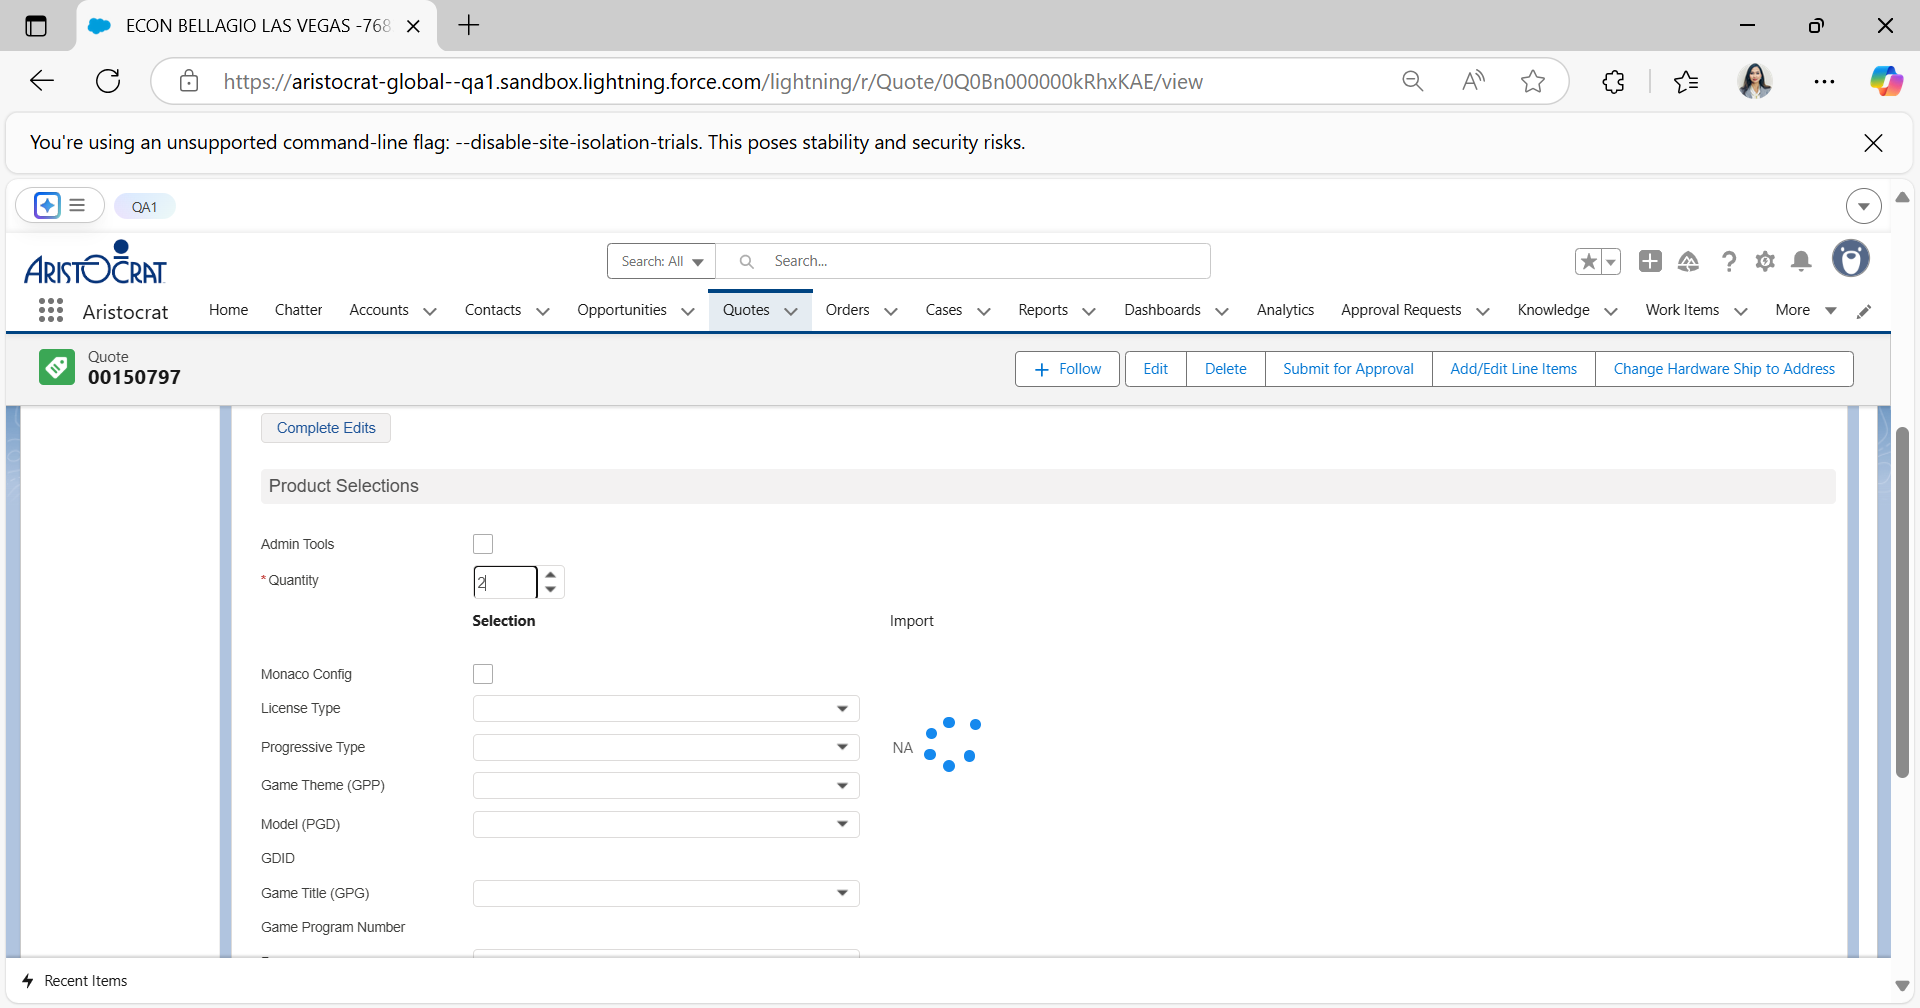 ECON BELLAGIO LAS VEGAS -768
https://aristocrat-global--qa1.sandbox.lightning.force.com/lightning/r/Quote/0Q0Bn000000kRhxKAE/view
You're using an unsupported command-line flag: --disable-site-isolation-trials. This poses stability and security risks.
QA1
ARISTOCRAT
Search: All
Search...
Aristocrat
Home
Chatter
Accounts
Contacts
Opportunities
Quotes
Orders
Cases
Reports
Dashboards
Analytics
Approval Requests
Knowledge
Work Items
More
Quote
00150797
Follow
Edit
Delete
Submit for Approval
Add/Edit Line Items
Change Hardware Ship to Address
Complete Edits
Product Selections
Admin Tools
*Quantity
2
Selection
Import
Monaco Config
License Type
Progressive Type
NA
Game Theme (GPP)
Model (PGD)
GDID
Game Title (GPG)
Game Program Number
Recent Items